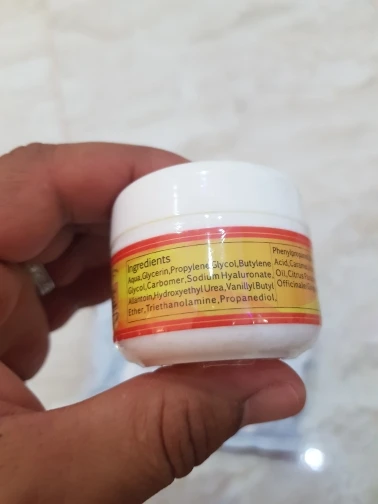 Ingredients
Aqua,Glycerin,Propylene Glycol,Butylene
Glycol,Carbomer,Sodium Hyaluronate,
Allantoin,Hydroxyethyl Urea,Vanillyl Butyl
Ether,Triethanolamine,Propanediol,
Acid,
Oil,Citrus
Officinale